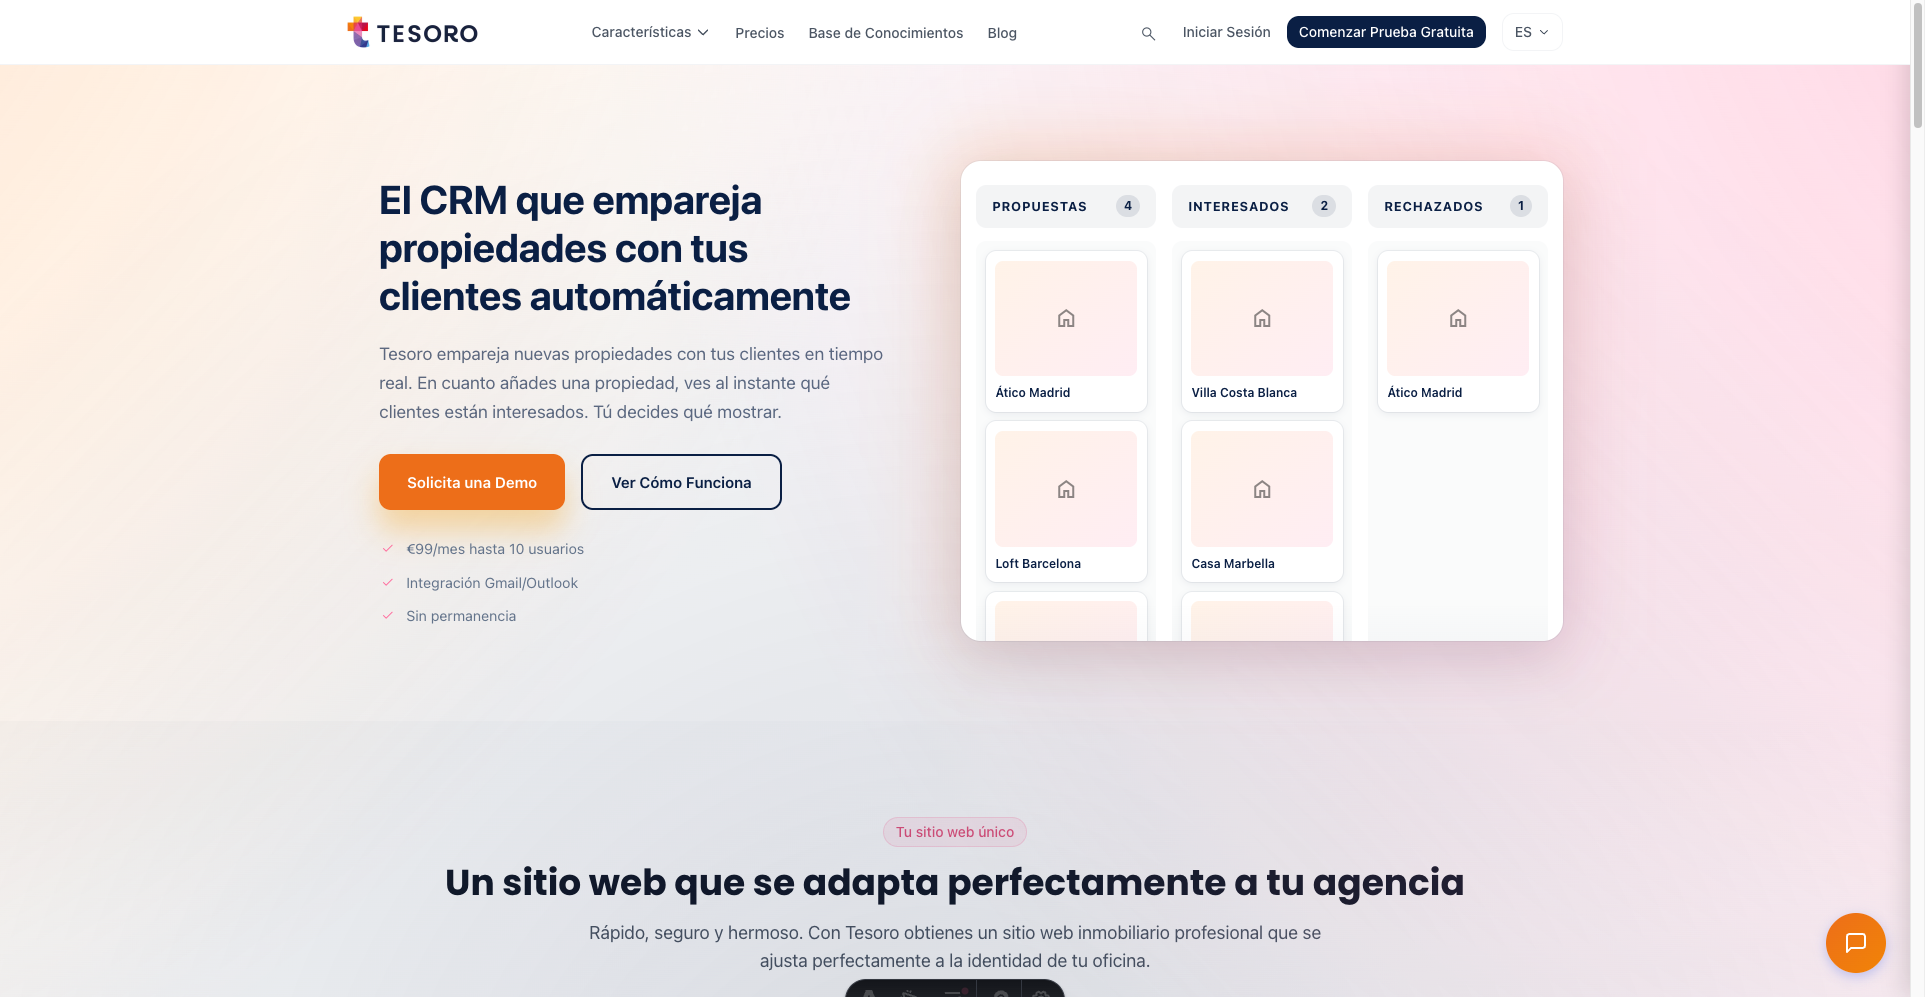 TESORO
Características
Precios
Base de Conocimientos
Blog
Iniciar Sesión
Comenzar Prueba Gratuita
ES
El CRM que empareja
propiedades con tus
clientes automáticamente
Tesoro empareja nuevas propiedades con tus clientes en tiempo
real. En cuanto añades una propiedad, ves al instante qué
clientes están interesados. Tú decides qué mostrar.
Solicita una Demo
Ver Cómo Funciona
€99/mes hasta 10 usuarios
Integración Gmail/Outlook
Sin permanencia
PROPUESTAS 4
Ático Madrid
Loft Barcelona
INTERESADOS 2
Villa Costa Blanca
Casa Marbella
RECHAZADOS 1
Ático Madrid
Tu sitio web único
Un sitio web que se adapta perfectamente a tu agencia
Rápido, seguro y hermoso. Con Tesoro obtienes un sitio web inmobiliario profesional que se
ajusta perfectamente a la identidad de tu oficina.